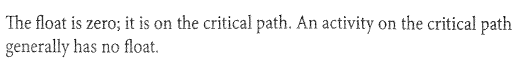 The float is zero; it is on the critical path. An activity on the critical path
generally has no float.